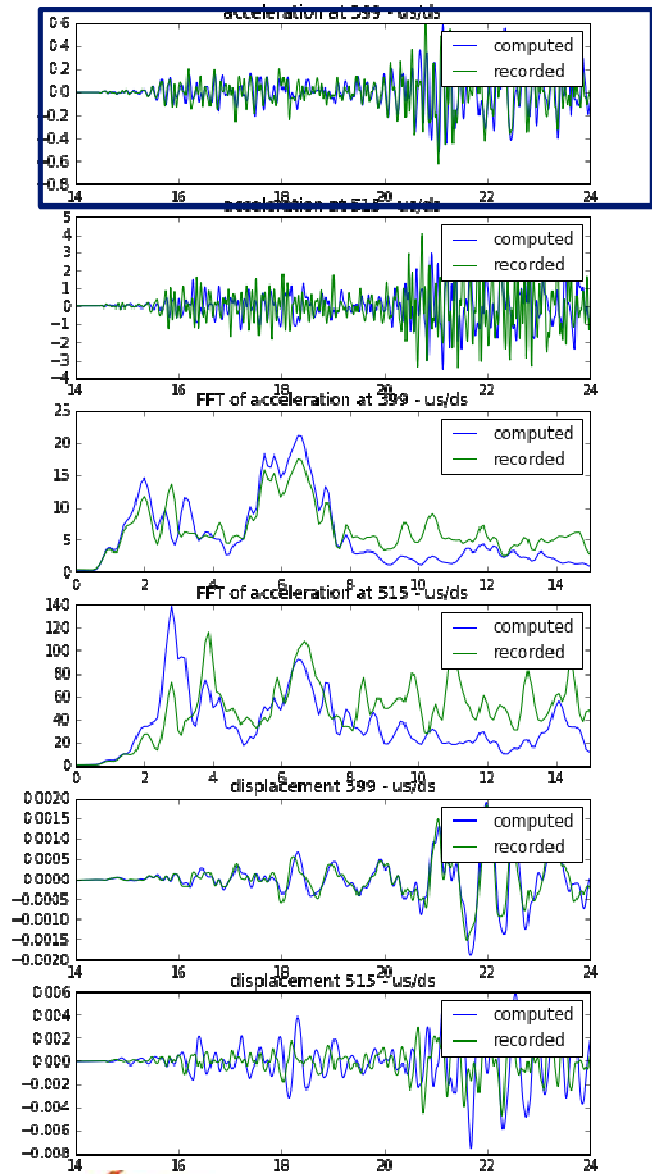 acceleration at 399 - us/ds
0.6
0.4
0.2
0.0
−0.2
−0.4
−0.6
−0.8
computed
recorded
14 16 18 20 22 24
acceleration at 515 - us/ds
5
4
3
2
1
0
−1
−2
−3
−4
computed
recorded
14 16 18 20 22 24
FFT of acceleration at 399 - us/ds
25
20
15
10
5
0
computed
recorded
0 2 4 6 8 10 12 14
FFT of acceleration at 515 - us/ds
140
120
100
80
60
40
20
0
computed
recorded
0 2 4 6 8 10 12 14
displacement 399 - us/ds
0.0020
0.0015
0.0010
0.0005
0.0000
−0.0005
−0.0010
−0.0015
−0.0020
computed
recorded
14 16 18 20 22 24
displacement 515 - us/ds
0.006
0.004
0.002
0.000
−0.002
−0.004
−0.006
−0.008
computed
recorded
14 16 18 20 22 24